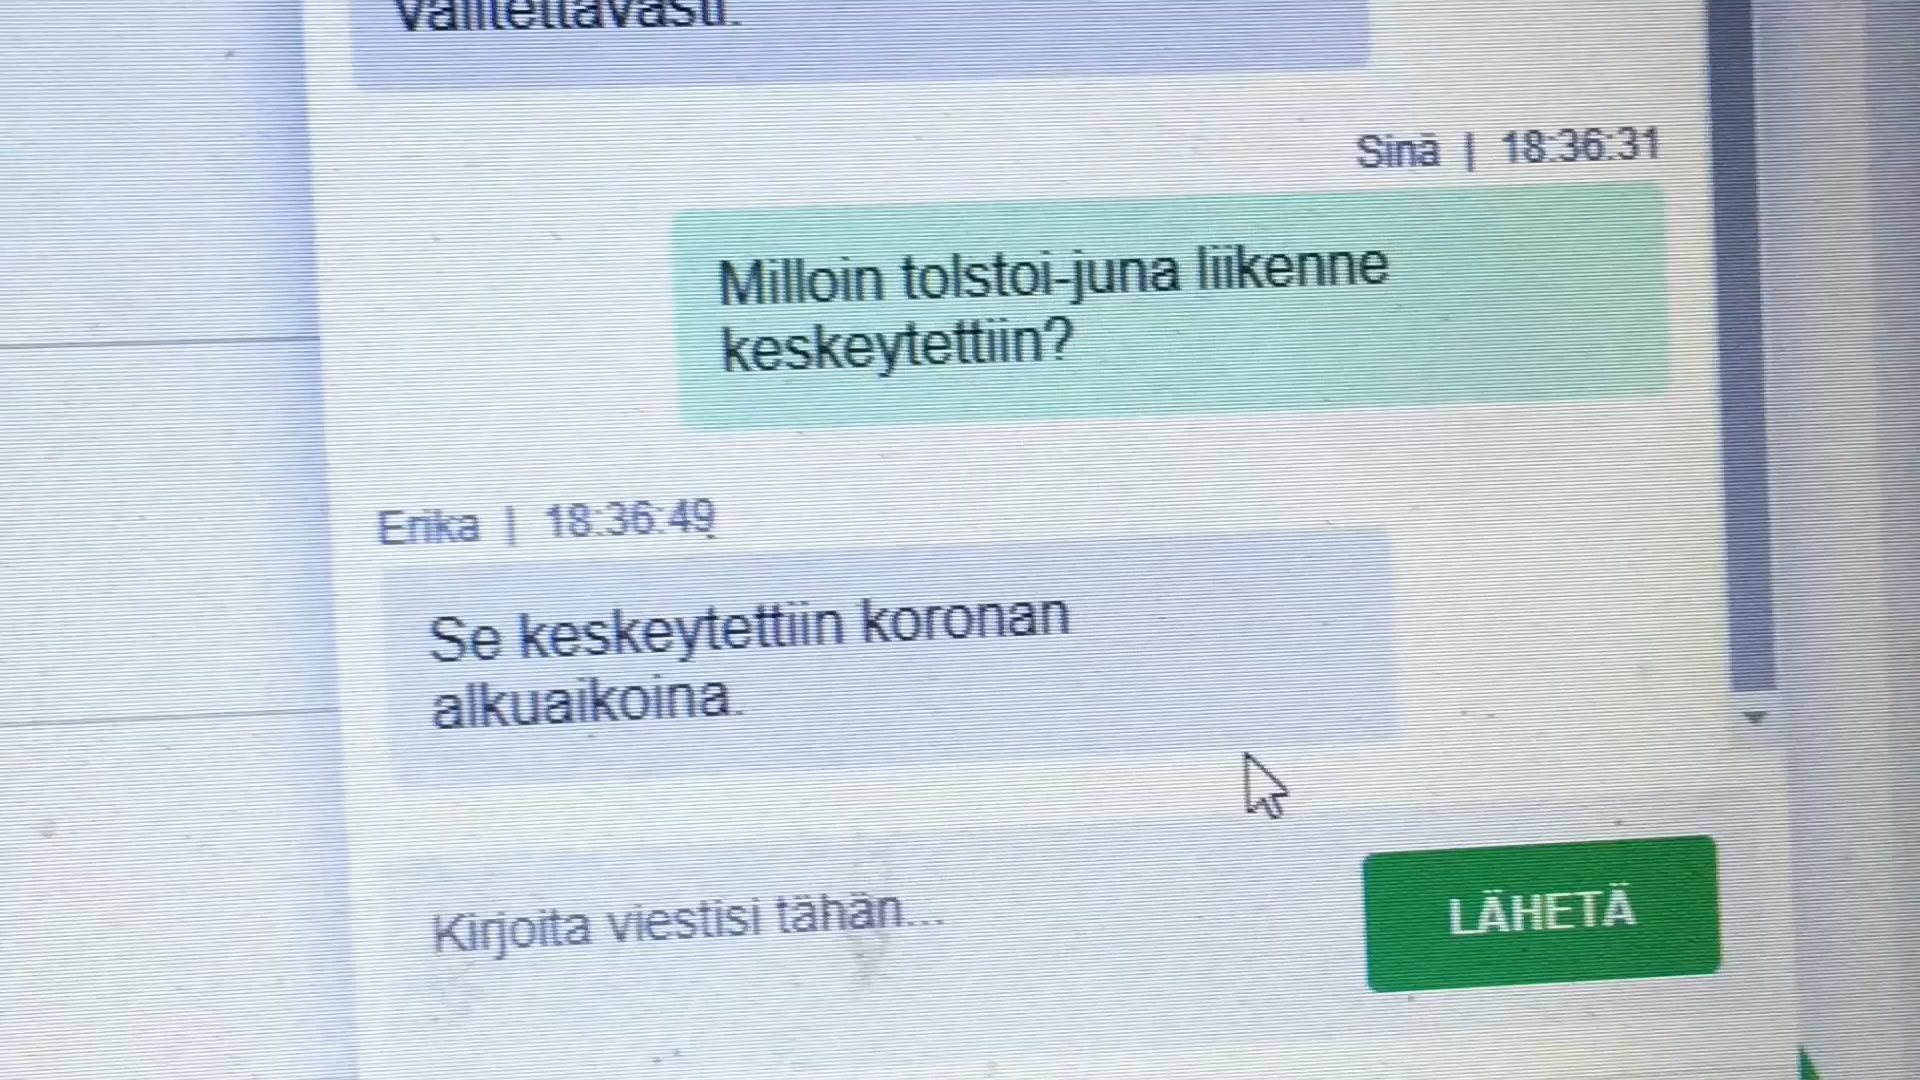 valitettavasti.
Sinä | 18:36:31
Milloin tolstoi-juna liikenne
keskeytettiin?
Erika | 18:36:49
Se keskeytettiin koronan
alkuaikoina.
Kirjoita viestisi tähän...
LÄHETÄ